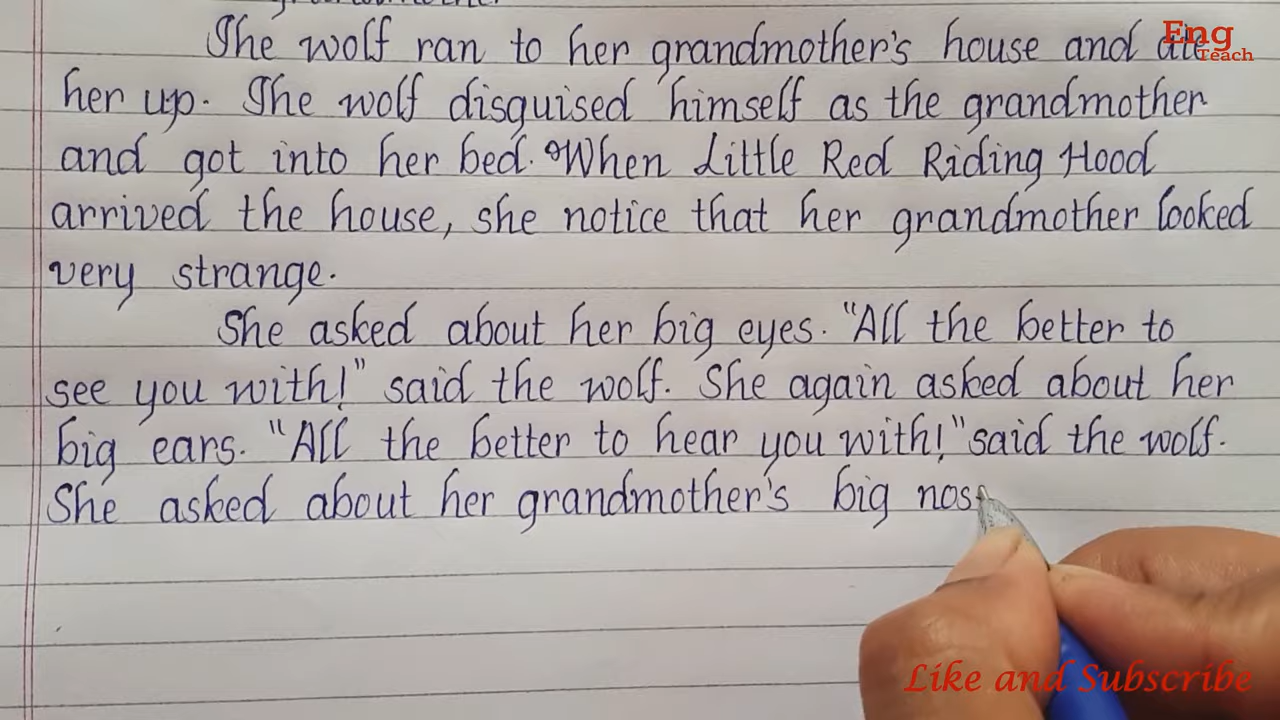 The wolf ran to her grandmother's house and
her up. The wolf disguised himself as the grandmother
and got into her bed. When Little Red Riding Hood
arrived the house, she notice that her grandmother looked
very strange.
She asked about her big eyes. "All the better to
see you with!" said the wolf. She again asked about her
big ears. "All the better to hear you with!" said the wolf.
She asked about her grandmother's big nos
Eng
Teach
Like and Subscribe